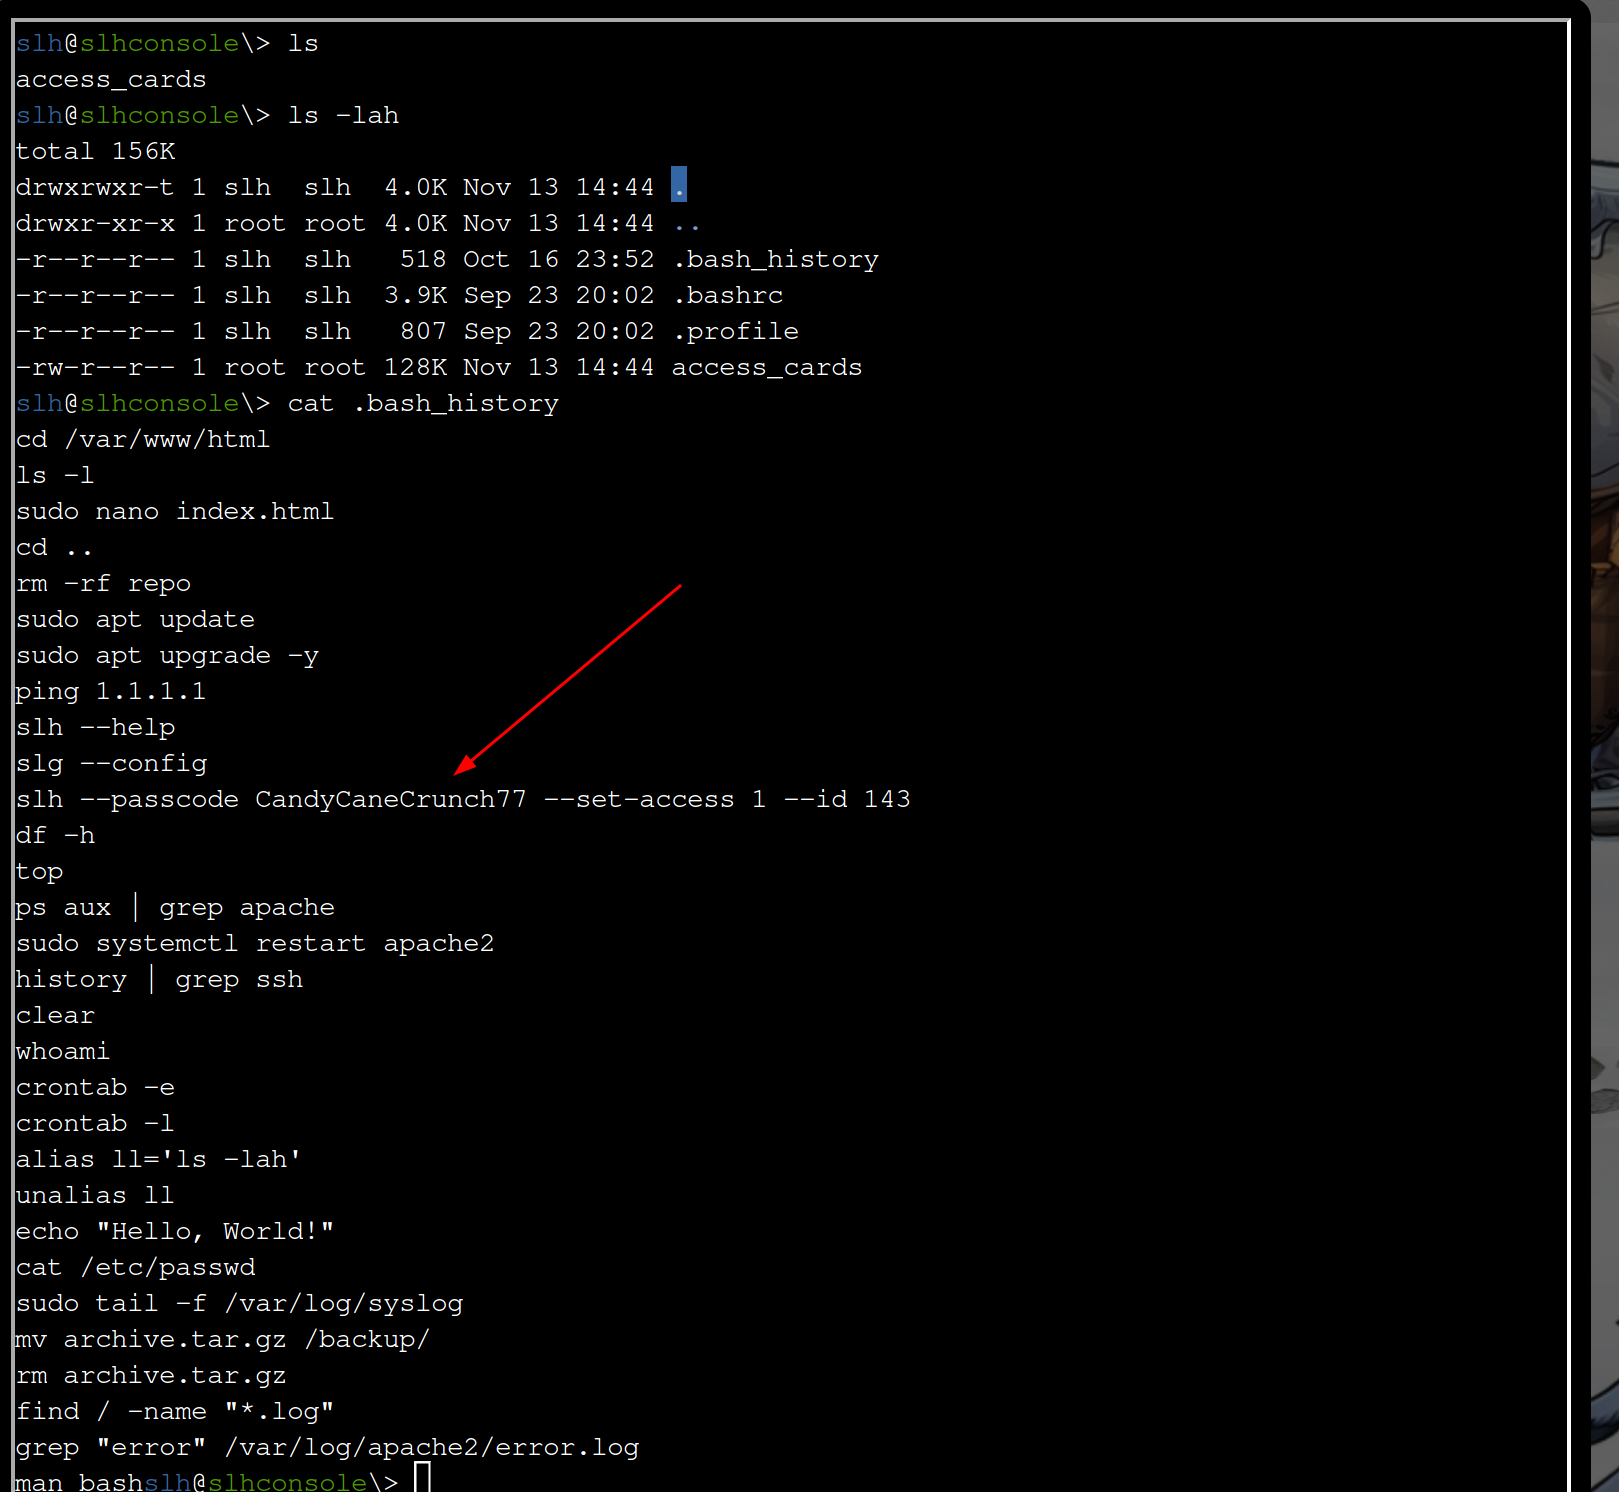 slh@slhconsole\> ls
access_cards
slh@slhconsole\> ls -lah
total 156K
drwxrwxr-t 1 slh  slh  4.0K Nov 13 14:44 .
drwxr-xr-x 1 root root 4.0K Nov 13 14:44 ..
-r--r--r-- 1 slh  slh   518 Oct 16 23:52 .bash_history
-r--r--r-- 1 slh  slh  3.9K Sep 23 20:02 .bashrc
-r--r--r-- 1 slh  slh   807 Sep 23 20:02 .profile
-rw-r--r-- 1 root root 128K Nov 13 14:44 access_cards
slh@slhconsole\> cat .bash_history
cd /var/www/html
ls -l
sudo nano index.html
cd ..
rm -rf repo
sudo apt update
sudo apt upgrade -y
ping 1.1.1.1
slh --help
slg --config
slh --passcode CandyCaneCrunch77 --set-access 1 --id 143
df -h
top
ps aux | grep apache
sudo systemctl restart apache2
history | grep ssh
clear
whoami
crontab -e
crontab -l
alias ll='ls -lah'
unalias ll
echo "Hello, World!"
cat /etc/passwd
sudo tail -f /var/log/syslog
mv archive.tar.gz /backup/
rm archive.tar.gz
find / -name "*.log"
grep "error" /var/log/apache2/error.log
man bashslh@slhconsole\>